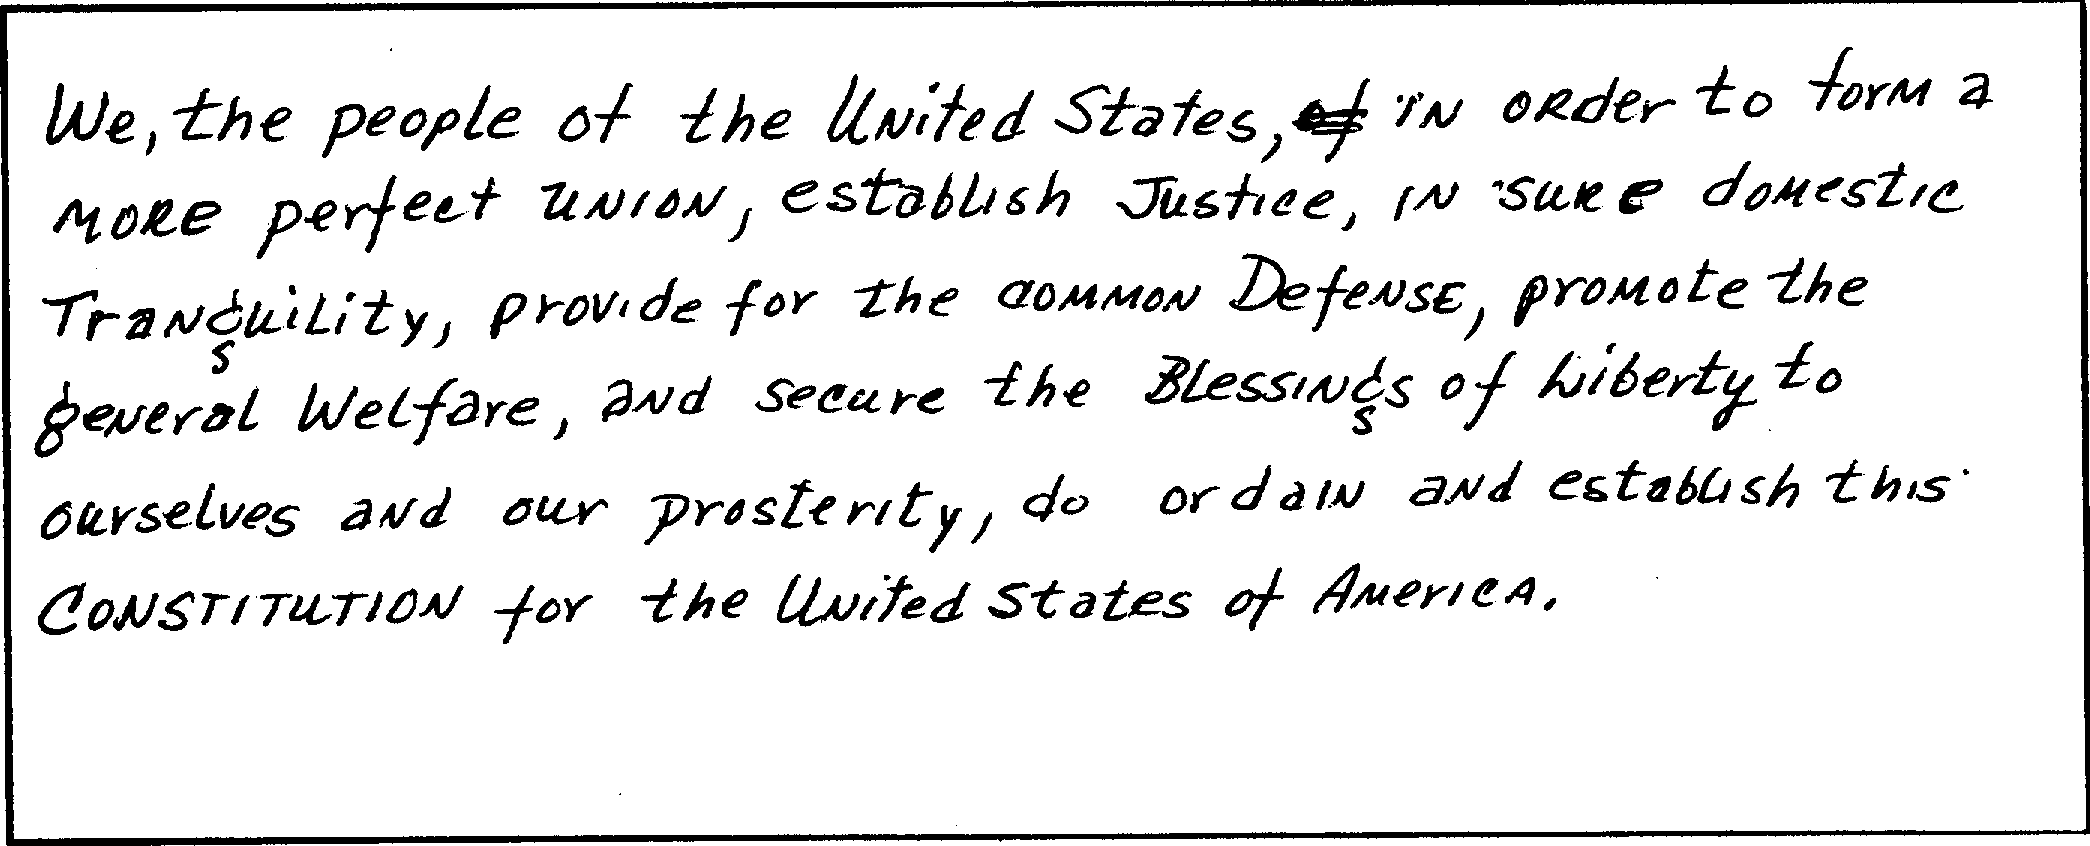 We, the people of the United States, ~~of~~ in order to form a
more perfect union, establish Justice, in sure domestic
Tranquility, provide for the common Defense, promote the
general Welfare, and secure the Blessings of Liberty to
ourselves and our prosterity, do ordain and establish this
CONSTITUTION for the United States of America.